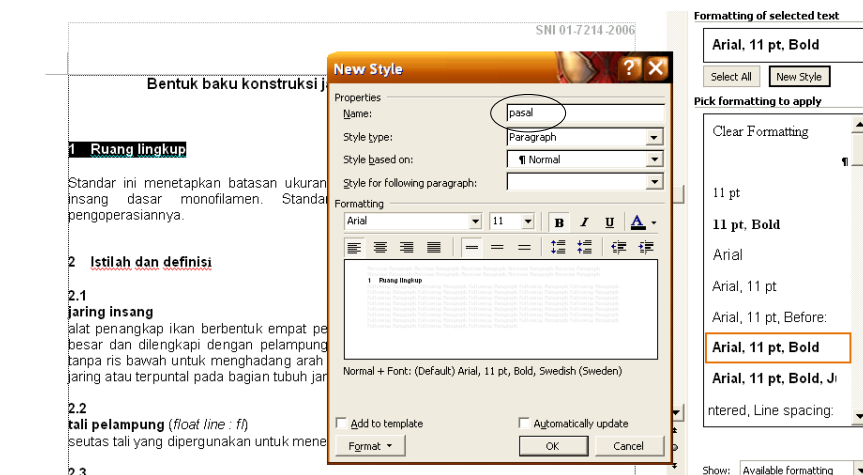 SNI 01-7214-2006
Bentuk baku konstruksi j
1 Ruang lingkup
Standar ini menetapkan batasan ukuran
insang dasar monofilamen. Standa
pengoperasiannya.
2 Istilah dan definisi
2.1
jaring insang
alat penangkap ikan berbentuk empat pe
besar dan dilengkapi dengan pelampung
tanpa ris bawah untuk menghadang arah
jaring atau terpuntal pada bagian tubuh jar
2.2
tali pelampung (float line : fl)
seutas tali yang dipergunakan untuk mene
2.3
New Style
Properties
Name:
pasal
Style type:
Paragraph
Style based on:
¶ Normal
Style for following paragraph:
Formatting
Arial
11
B I U A
1 Ruang lingkup
Normal + Font: (Default) Arial, 11 pt, Bold, Swedish (Sweden)
Add to template
Automatically update
Format
OK
Cancel
Formatting of selected text
Arial, 11 pt, Bold
Select All
New Style
Pick formatting to apply
Clear Formatting
¶
11 pt
11 pt, Bold
Arial
Arial, 11 pt
Arial, 11 pt, Before:
Arial, 11 pt, Bold
Arial, 11 pt, Bold, Ju
ntered, Line spacing:
Show:
Available formatting